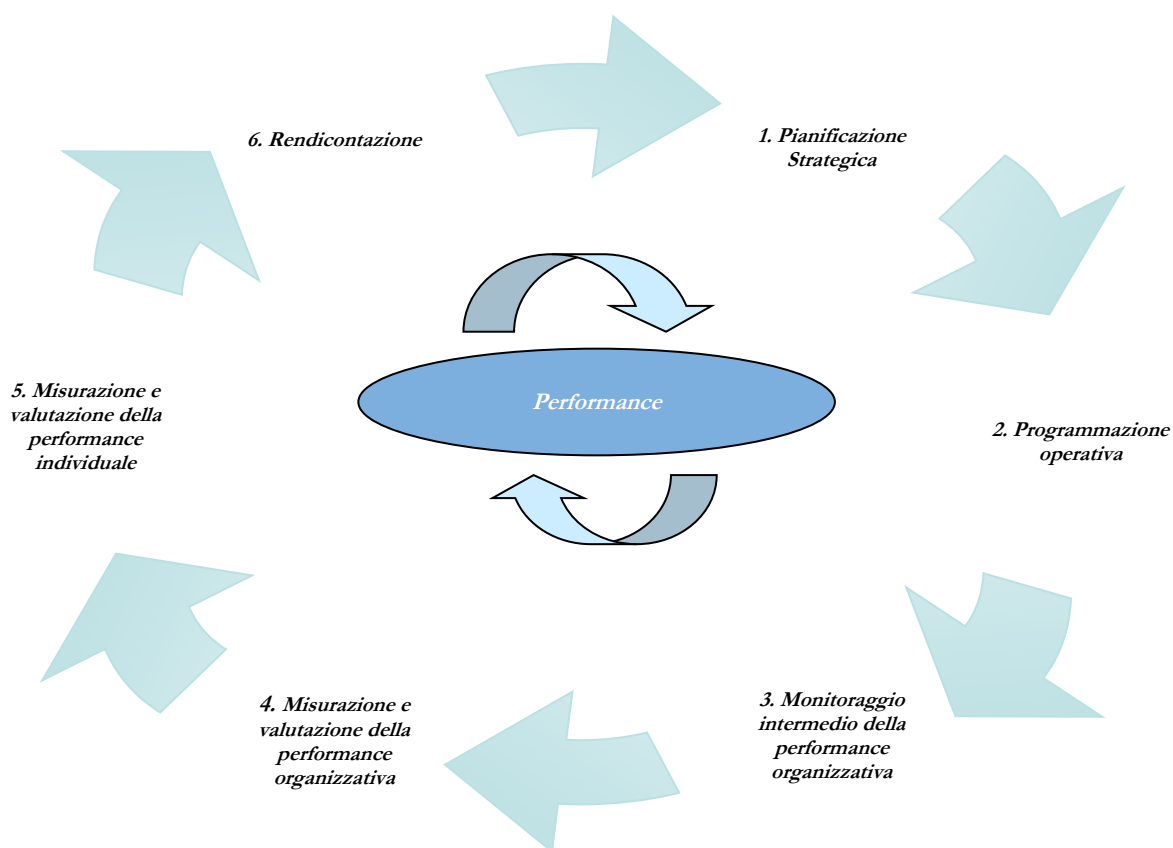 6. Rendicontazione
1. Pianificazione
Strategica
5. Misurazione e
valutazione della
performance
individuale
Performance
2. Programmazione
operativa
4. Misurazione e
valutazione della
performance
organizzativa
3. Monitoraggio
intermedio della
performance
organizzativa